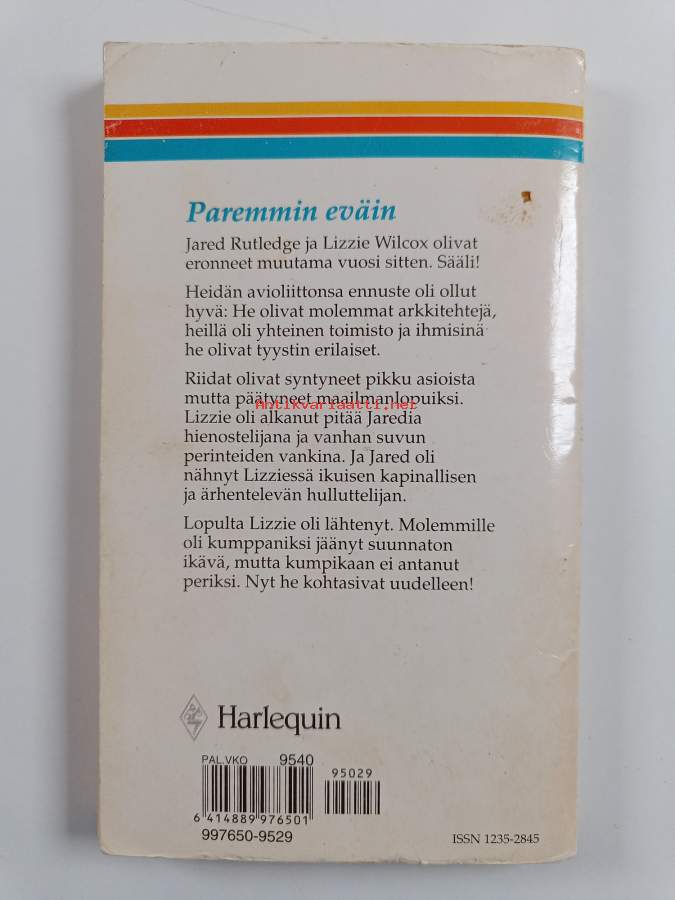 Paremmin eväin
Jared Rutledge ja Lizzie Wilcox olivat
eronneet muutama vuosi sitten. Sääli!
Heidän avioliittonsa ennuste oli ollut
hyvä: He olivat molemmat arkkitehtejä,
heillä oli yhteinen toimisto ja ihmisinä
he olivat tyystin erilaiset.
Riidat olivat syntyneet pikku asioista
mutta päätyneet maailmanlopuiksi.
Antikvariaatti.net
Lizzie oli alkanut pitää Jaredia
hienostelijana ja vanhan suvun
perinteiden vankina. Ja Jared oli
nähnyt Lizziessä ikuisen kapinallisen
ja ärhentelevän hulluttelijan.
Lopulta Lizzie oli lähtenyt. Molemmille
oli kumppaniksi jäänyt suunnaton
ikävä, mutta kumpikaan ei antanut
periksi. Nyt he kohtasivat uudelleen!
Harlequin
PAL.VKO 9540
95029
6 414889 976501
997650-9529
ISSN 1235-2845